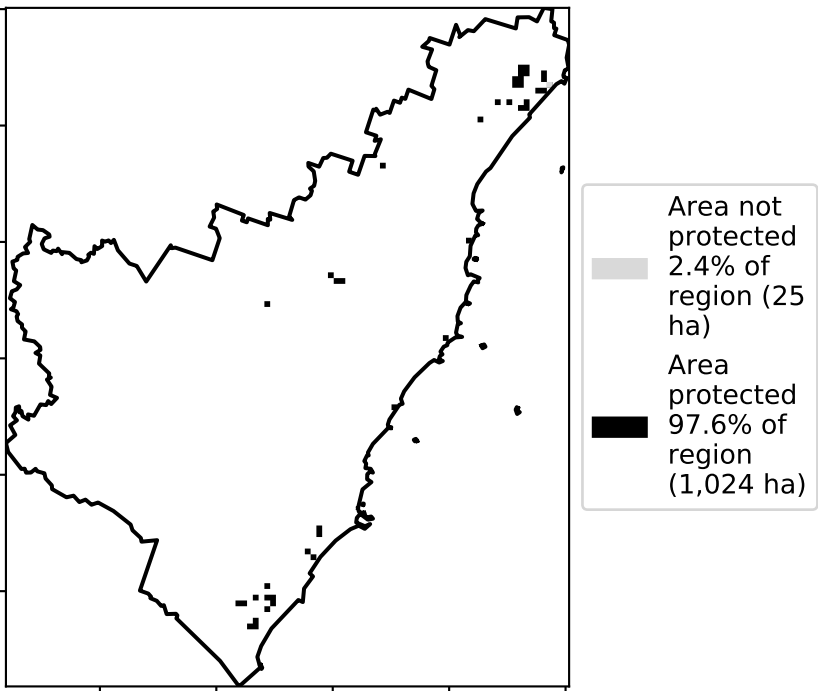 Area not
protected
2.4% of
region (25
ha)
Area
protected
97.6% of
region
(1,024 ha)